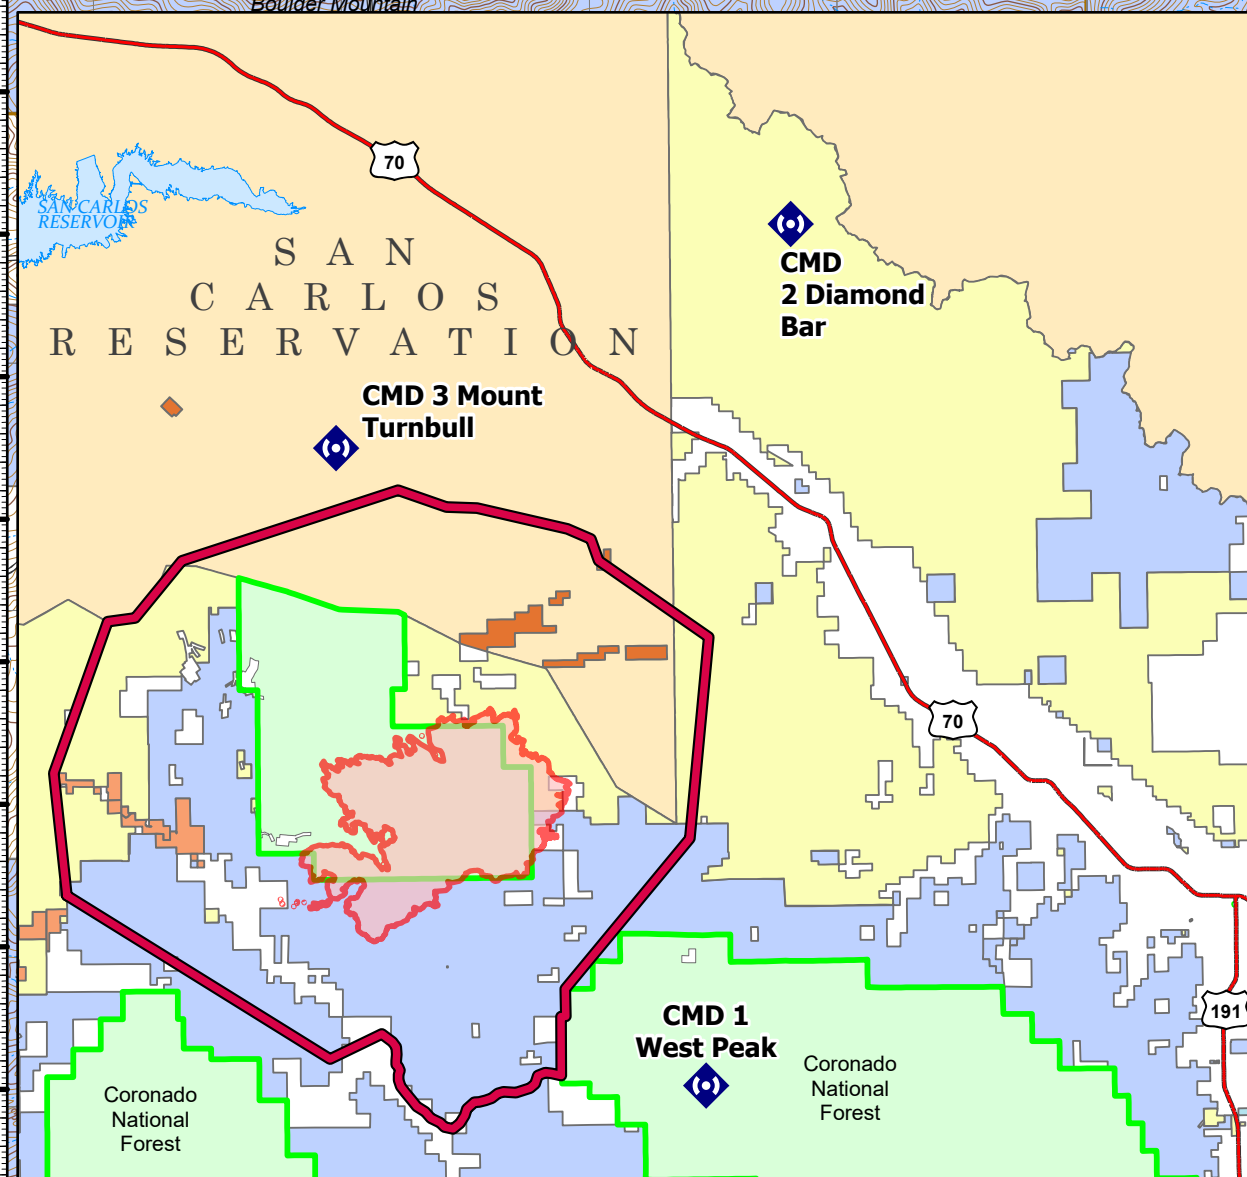 Boulder Mountain
70
SAN CARLOS
RESERVOIR
S A N
C A R L O S
R E S E R V A T I O N
CMD
2 Diamond
Bar
CMD 3 Mount
Turnbull
70
191
CMD 1
West Peak
Coronado
National
Forest
Coronado
National
Forest